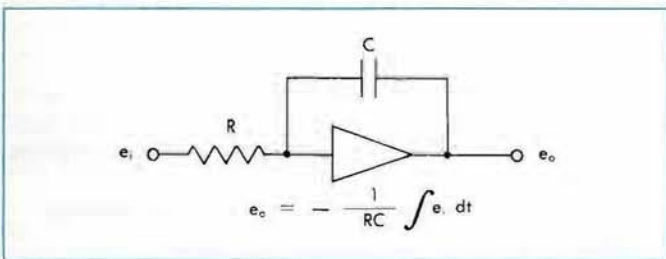 C
R
eᵢ eₒ
eₒ = - 1/RC ∫ eᵢ dt